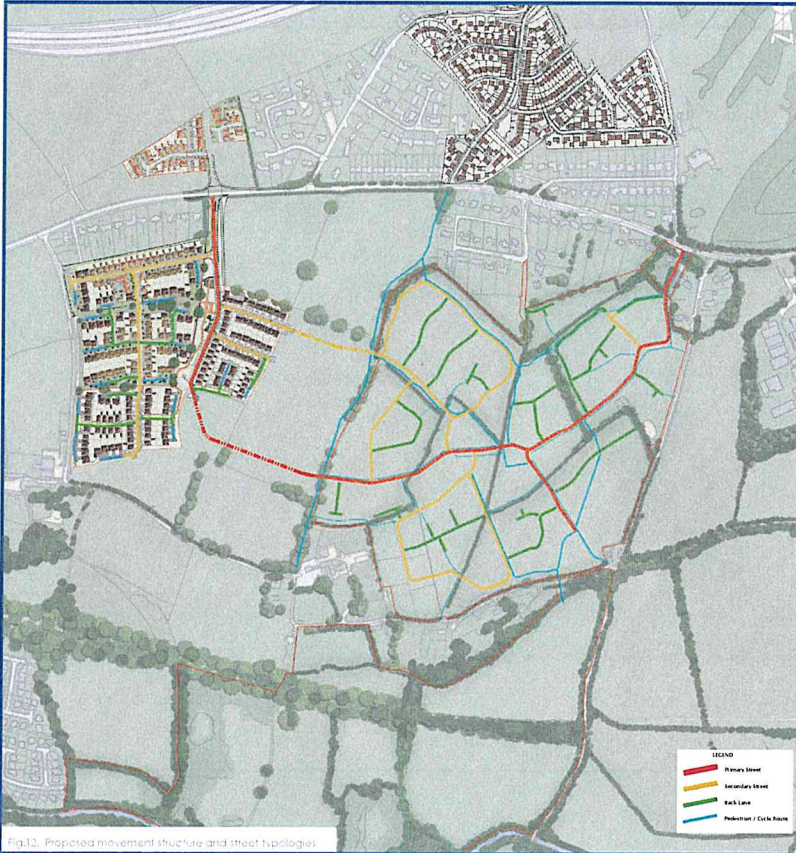 LEGEND
Primary Street
Secondary Street
Back Lane
Pedestrian / Cycle Route
Fig.12. Proposed movement structure and street typologies